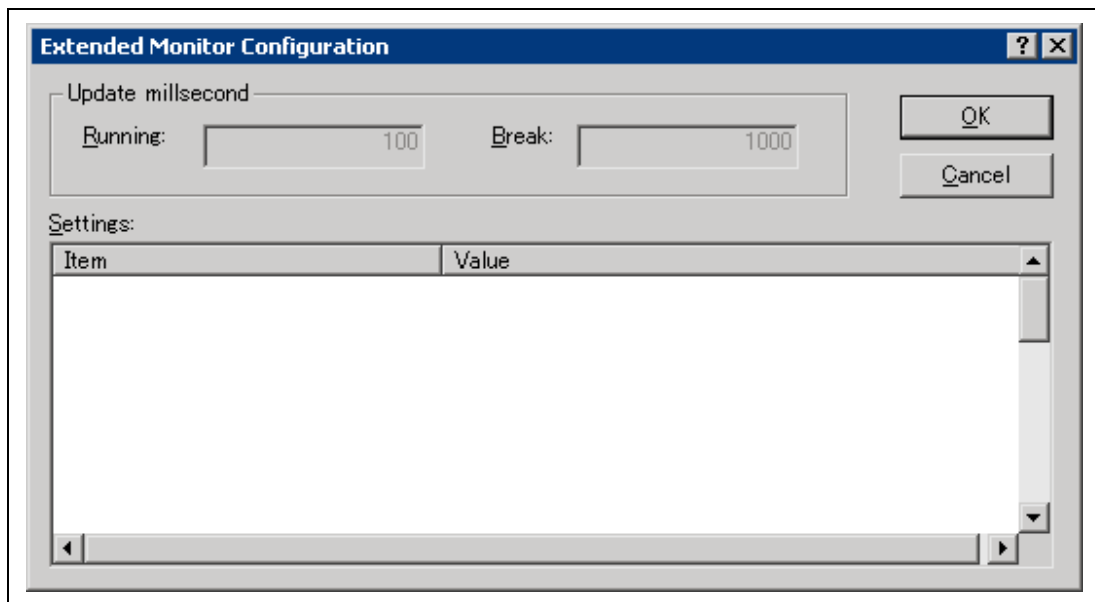 Extended Monitor Configuration
Update millsecond
Running: 100 Break: 1000
OK
Cancel
Settings:
Item Value